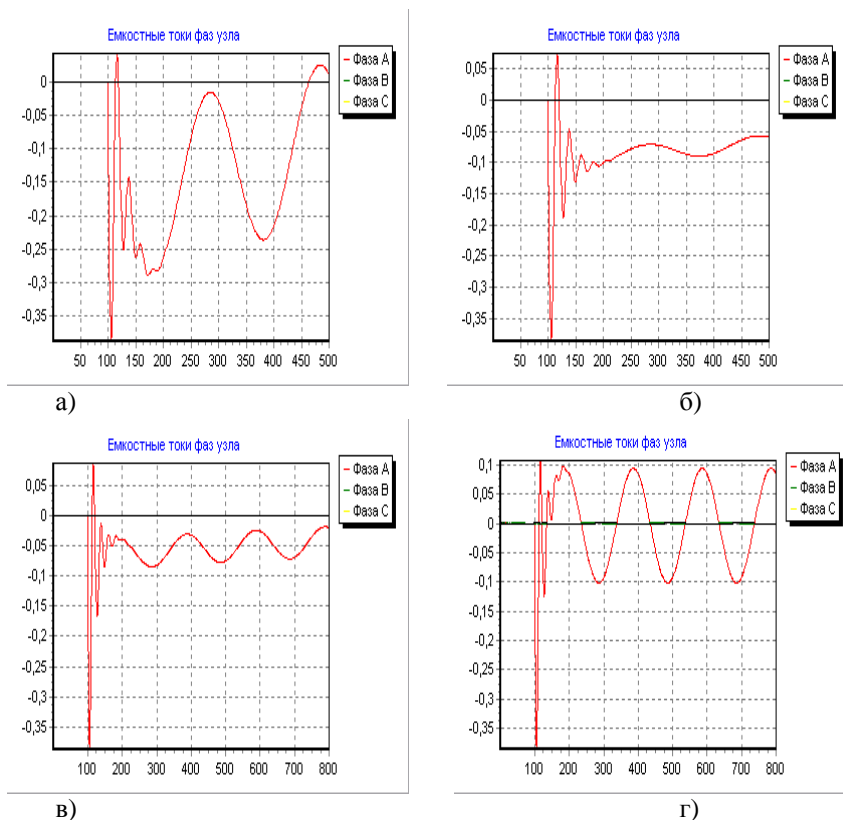 Емкостные токи фаз узла
Фаза A
Фаза B
Фаза C
0
-0,05
-0,1
-0,15
-0,2
-0,25
-0,3
-0,35
50 100 150 200 250 300 350 400 450 500
а)
Емкостные токи фаз узла
Фаза A
Фаза B
Фаза C
0,05
0
-0,05
-0,1
-0,15
-0,2
-0,25
-0,3
-0,35
50 100 150 200 250 300 350 400 450 500
б)
Емкостные токи фаз узла
Фаза A
Фаза B
Фаза C
0,05
0
-0,05
-0,1
-0,15
-0,2
-0,25
-0,3
-0,35
100 200 300 400 500 600 700 800
в)
Емкостные токи фаз узла
Фаза A
Фаза B
Фаза C
0,1
0,05
0
-0,05
-0,1
-0,15
-0,2
-0,25
-0,3
-0,35
100 200 300 400 500 600 700 800
г)